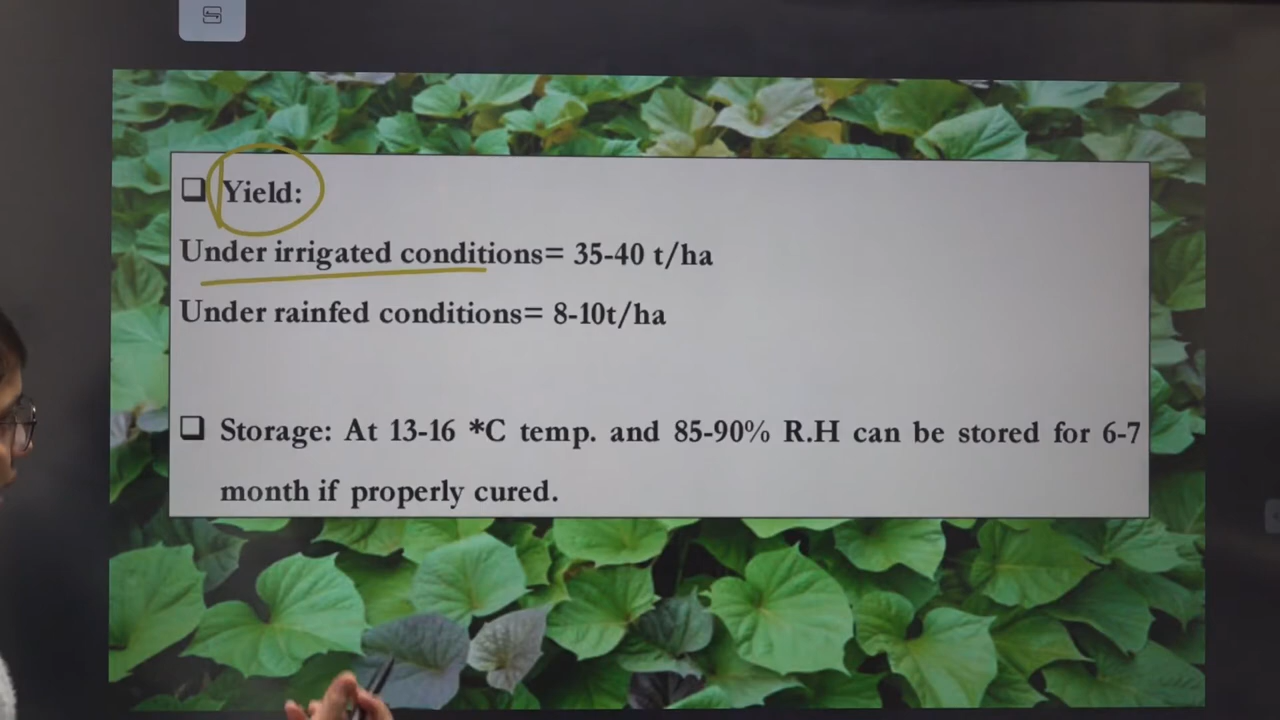 ❑ Yield:
Under irrigated conditions= 35-40 t/ha
Under rainfed conditions= 8-10t/ha
❑ Storage: At 13-16 *C temp. and 85-90% R.H can be stored for 6-7
month if properly cured.